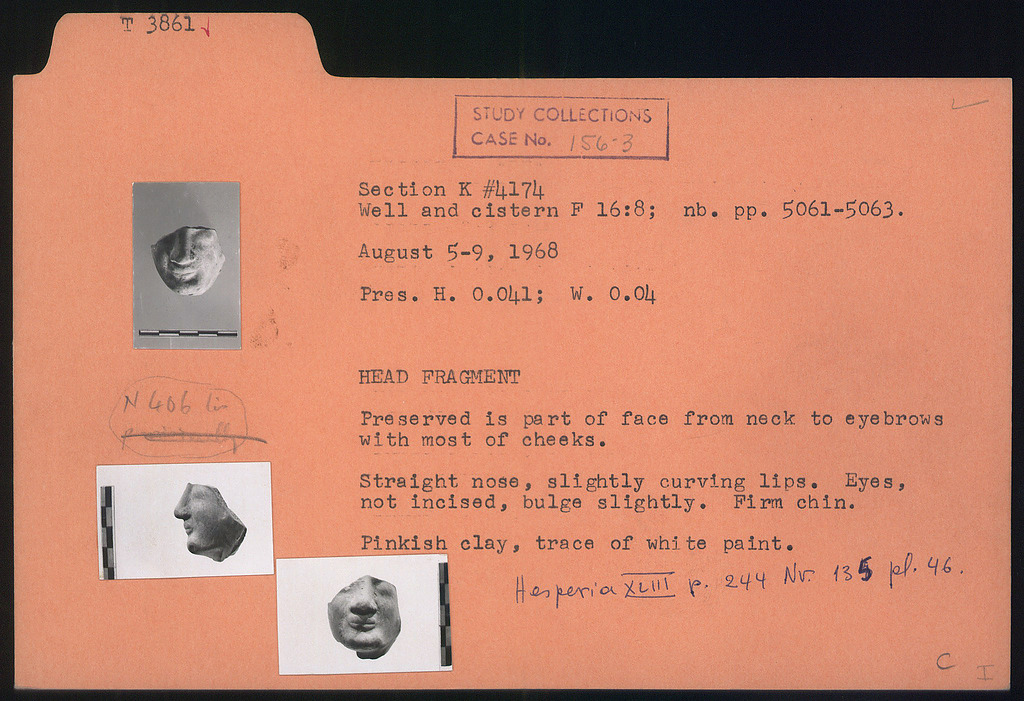 T 3861
STUDY COLLECTIONS
CASE No. 156-3
Section K #4174
Well and cistern F 16:8; nb. pp. 5061-5063.
August 5-9, 1968
Pres. H. 0.041; W. 0.04
HEAD FRAGMENT
Preserved is part of face from neck to eyebrows
with most of cheeks.
Straight nose, slightly curving lips. Eyes,
not incised, bulge slightly. Firm chin.
Pinkish clay, trace of white paint.
Hesperia XLIII p. 244 Nr. 135 pl. 46.
N 406
C
I